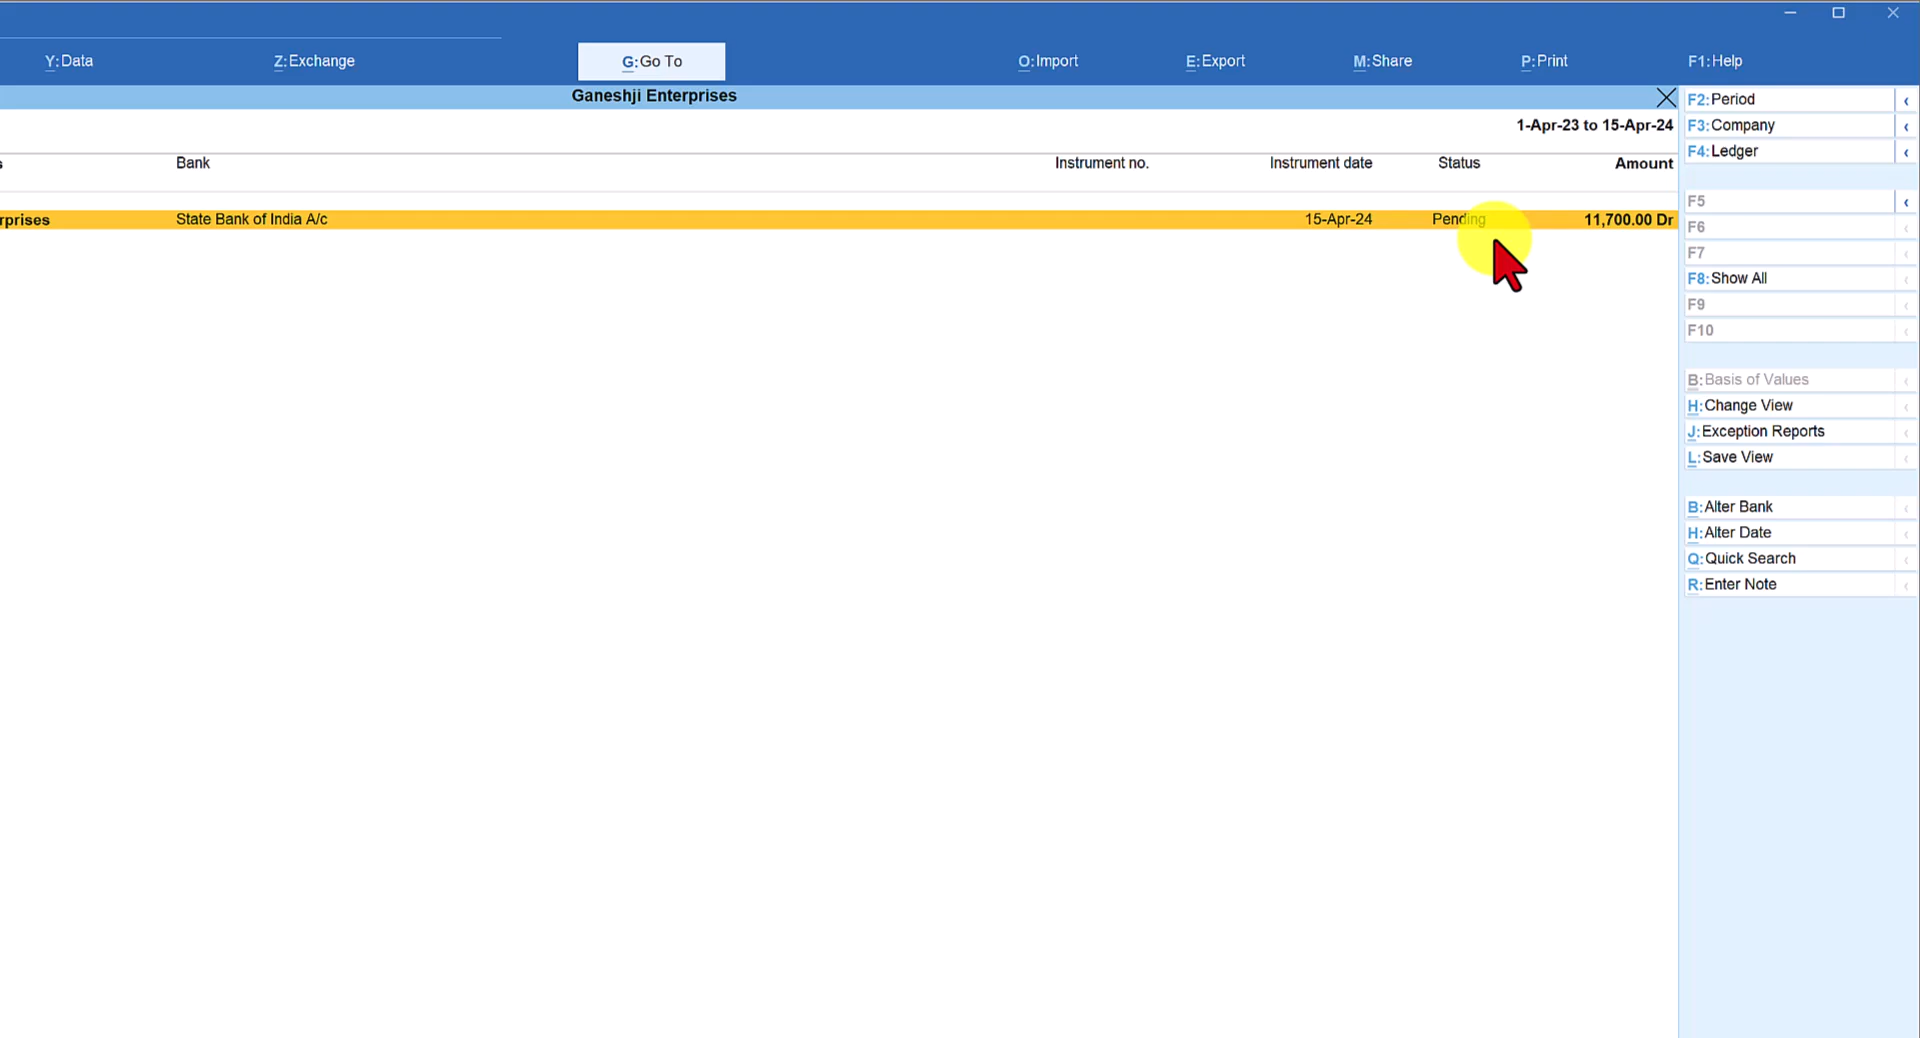 Y:Data Z:Exchange G:Go To O:Import E:Export M:Share P:Print F1:Help
Ganeshji Enterprises
1-Apr-23 to 15-Apr-24
s Bank Instrument no. Instrument date Status Amount
rprises State Bank of India A/c 15-Apr-24 Pending 11,700.00 Dr
F2:Period
F3:Company
F4:Ledger
F5
F6
F7
F8:Show All
F9
F10
B:Basis of Values
H:Change View
J:Exception Reports
L:Save View
B:Alter Bank
H:Alter Date
Q:Quick Search
R:Enter Note